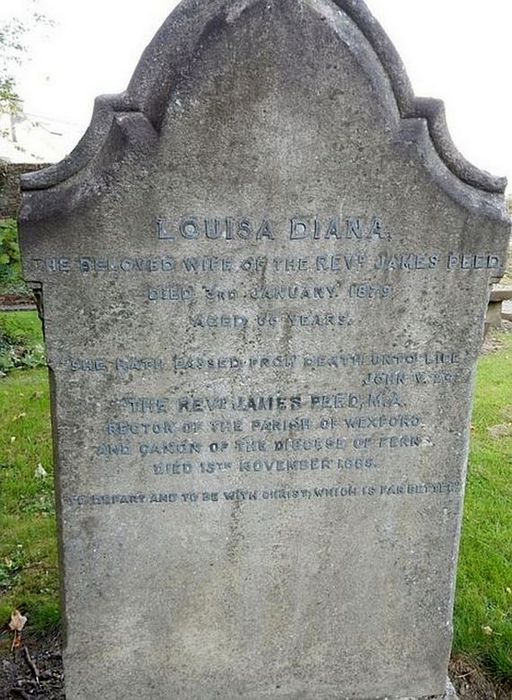 LOUISA DIANA,
THE BELOVED WIFE OF THE REVD JAMES PEED
DIED 3RD JANUARY 1879
AGED YEARS.
SHE HATH PASSED FROM DEATH UNTO LIFE
JOHN V.
THE REVD JAMES PEED, M.A.
RECTOR OF THE PARISH OF WEXFORD,
AND CANON OF THE DIOCESE OF FERNS.
DIED 13TH NOVEMBER
TO DEPART AND TO BE WITH CHRIST, WHICH IS FAR BETTER